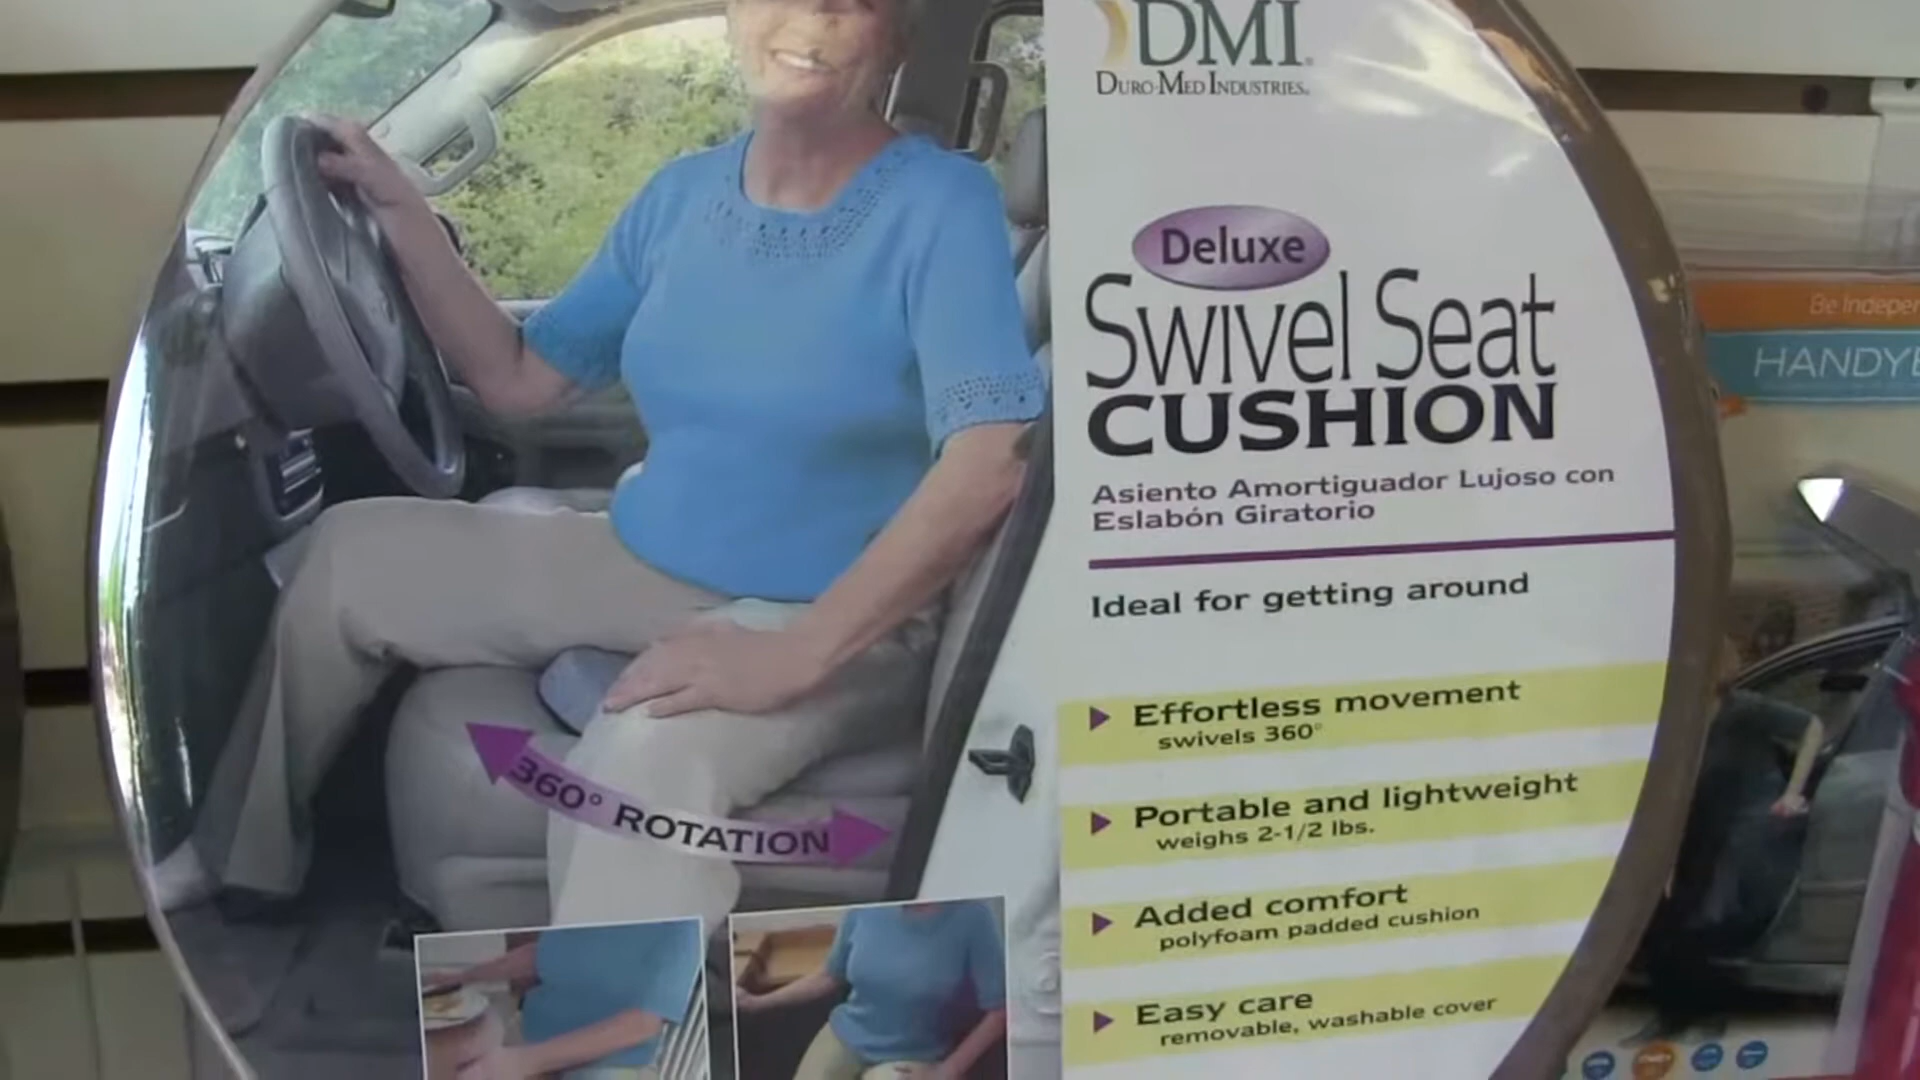 DMI
DURO-MED INDUSTRIES
Deluxe
Swivel Seat
CUSHION
Asiento Amortiguador Lujoso con
Eslabón Giratorio
Ideal for getting around
Effortless movement
swivels 360°
Portable and lightweight
weighs 2-1/2 lbs.
Added comfort
polyfoam padded cushion
Easy care
removable, washable cover
360° ROTATION
Be
HANDY